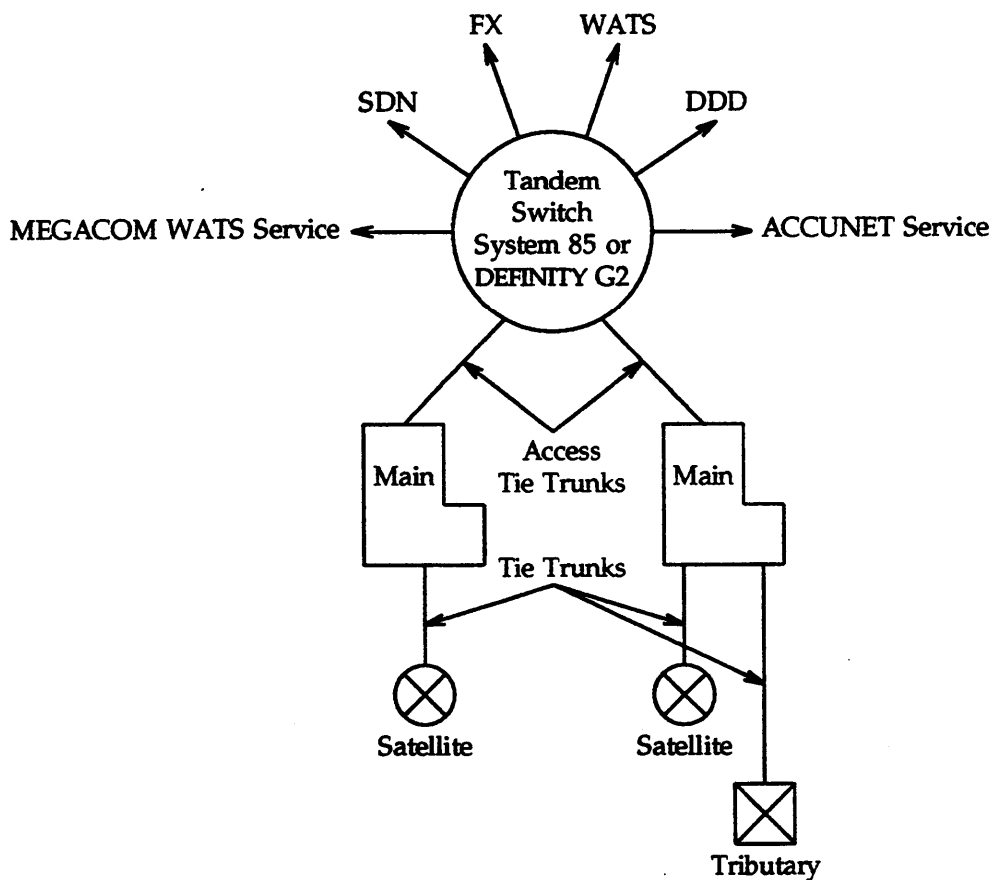 FX
WATS
SDN
DDD
Tandem
Switch
System 85 or
DEFINITY G2
MEGACOM WATS Service
ACCUNET Service
Main
Access
Tie Trunks
Main
Tie Trunks
Satellite
Satellite
Tributary